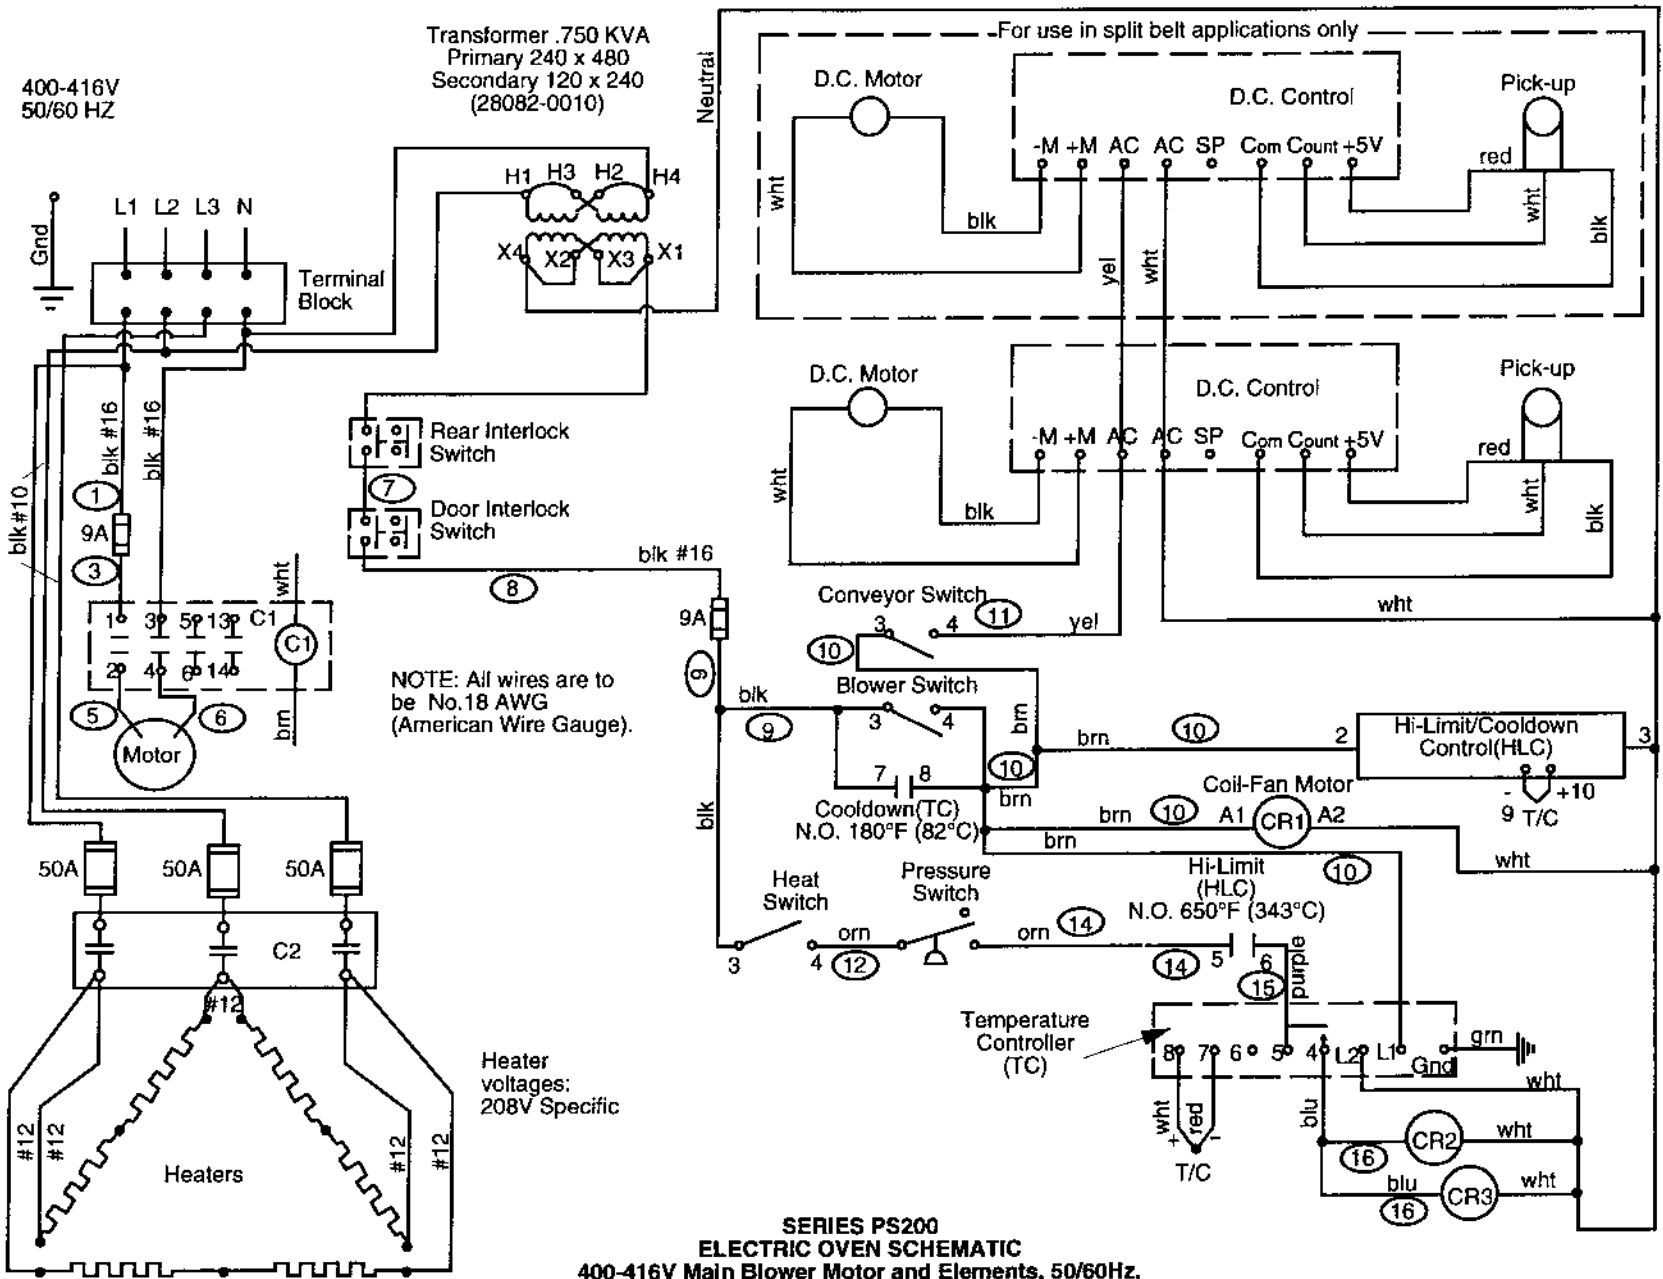 400-416V
50/60 HZ
Transformer .750 KVA
Primary 240 x 480
Secondary 120 x 240
(28082-0010)
Neutral
For use in split belt applications only
D.C. Motor
D.C. Control
Pick-up
-M +M AC AC SP Com Count +5V
wht
blk
yel
wht
red
wht
blk
H1 H3 H2 H4
X4 X2 X3 X1
Gnd
L1 L2 L3 N
Terminal
Block
D.C. Motor
D.C. Control
Pick-up
-M +M AC AC SP Com Count +5V
wht
blk
red
wht
blk
Rear Interlock
Switch
7
Door Interlock
Switch
blk #16
8
blk #16
blk #16
blk#10
1
9A
3
wht
1 3 5 13 C1
C1
2 4 6 14
5
6
brn
Motor
NOTE: All wires are to
be No.18 AWG
(American Wire Gauge).
9A
9
Conveyor Switch
3 4
11
yel
wht
10
Blower Switch
blk
9
3 4
brn
10
7 8
brn
Cooldown(TC)
N.O. 180°F (82°C)
brn
10
2
Hi-Limit/Cooldown
Control(HLC)
3
- +10
9 T/C
Coil-Fan Motor
brn
10
A1 CR1 A2
brn
wht
10
blk
Heat
Switch
3 4
orn
12
Pressure
Switch
orn
14
Hi-Limit
(HLC)
N.O. 650°F (343°C)
14
5 6
15
purple
Temperature
Controller
(TC)
8 7 6 5 4 L2 L1
Gnd
grn
wht
wht
red
+ -
T/C
blu
16
CR2
wht
blu
16
CR3
wht
50A
50A
50A
C2
#12
#12
#12
#12
#12
Heaters
Heater
voltages:
208V Specific
SERIES PS200
ELECTRIC OVEN SCHEMATIC
400-416V Main Blower Motor and Elements, 50/60Hz.